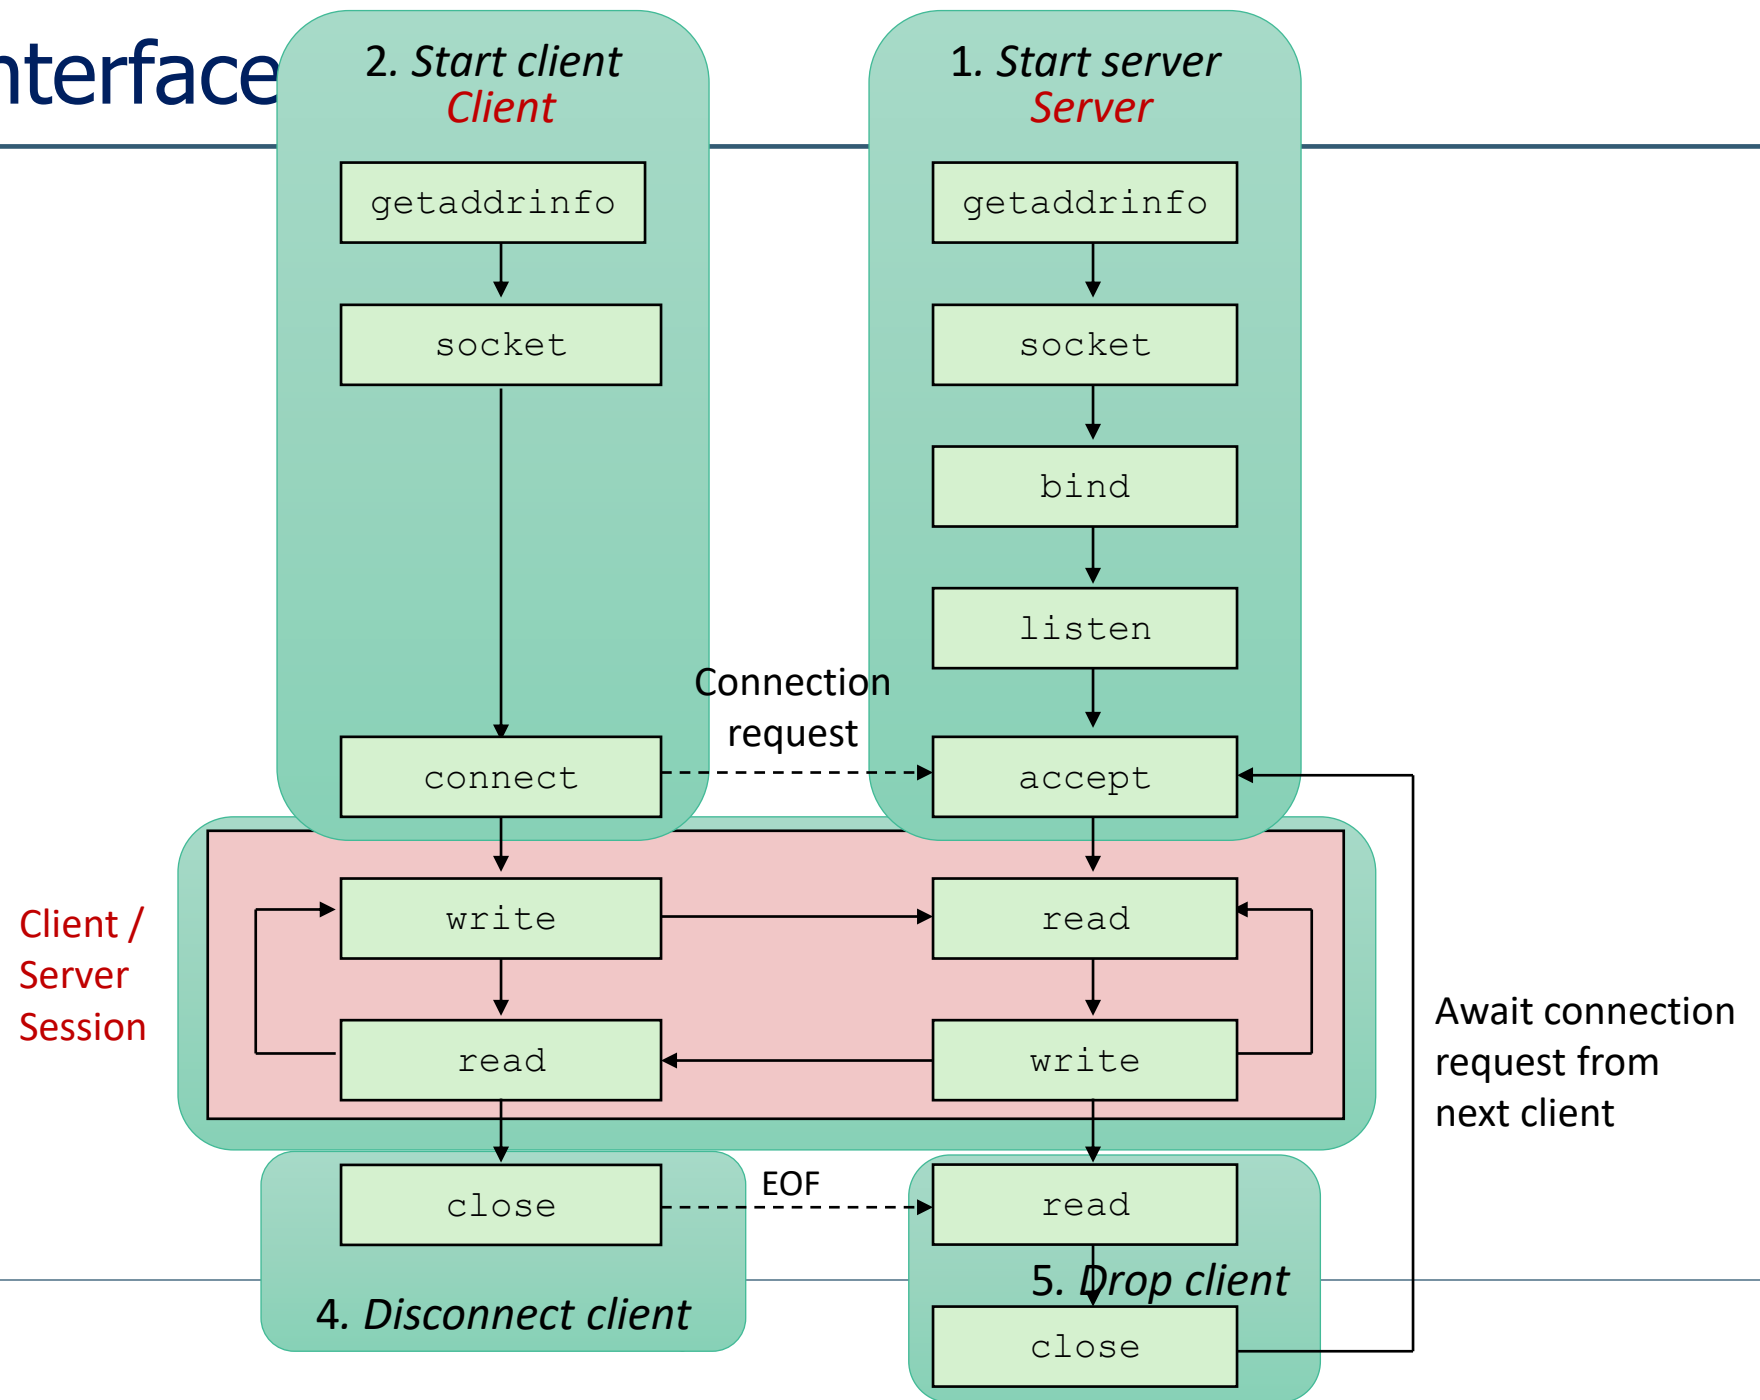 nterface
2. Start client
Client
1. Start server
Server
getaddrinfo
getaddrinfo
socket
socket
bind
listen
Connection
request
connect
accept
Client /
Server
Session
write
read
read
write
Await connection
request from
next client
close
EOF
read
4. Disconnect client
5. Drop client
close